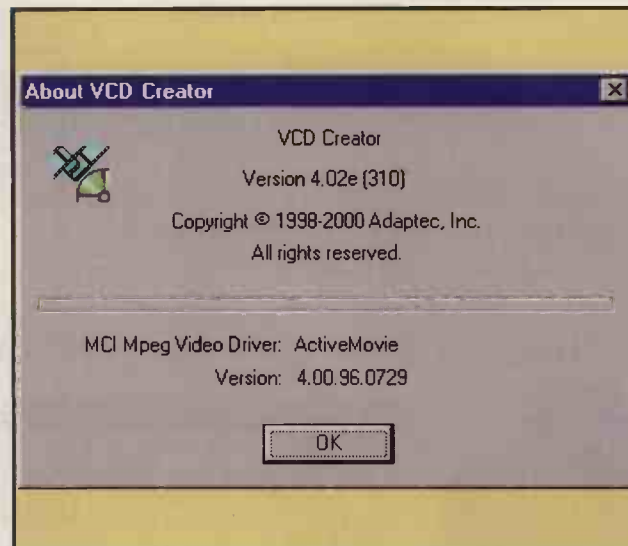 About VCD Creator
VCD Creator
Version 4.02e (310)
Copyright © 1998-2000 Adaptec, Inc.
All rights reserved.
MCI Mpeg Video Driver: ActiveMovie
Version: 4.00.96.0729
OK